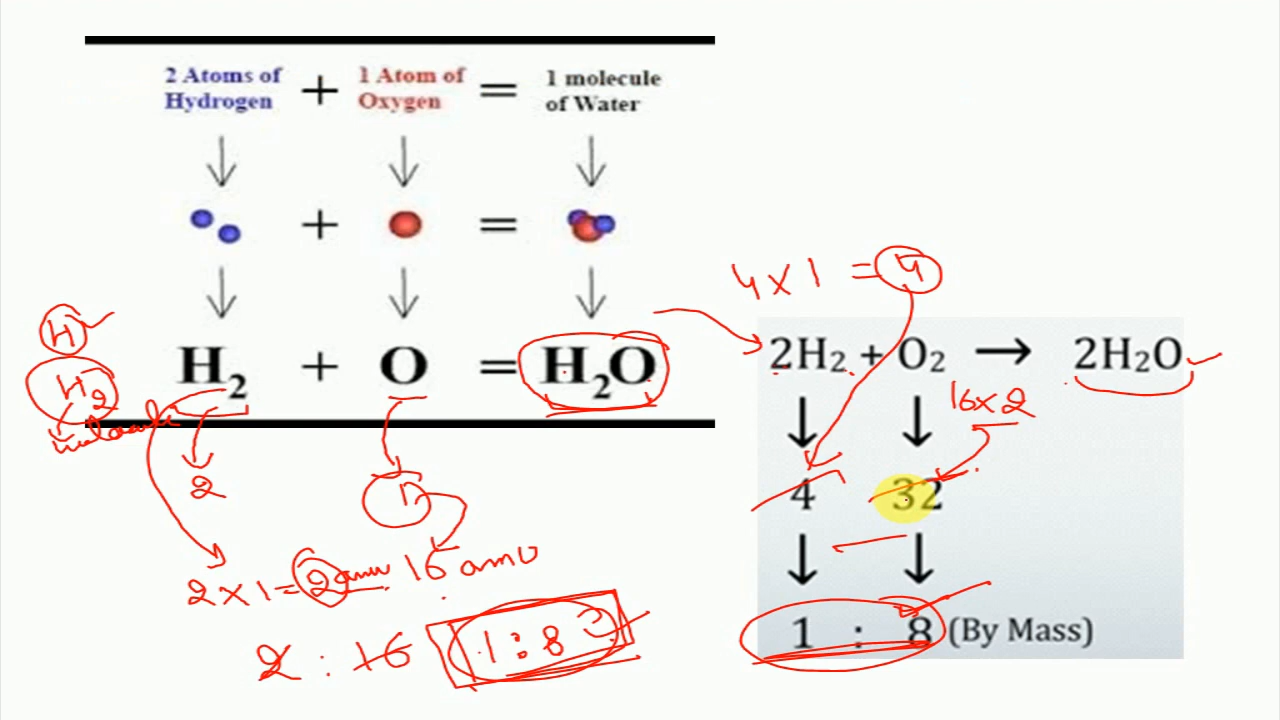 2 Atoms of Hydrogen + 1 Atom of Oxygen = 1 molecule of Water
+ =
H₂ + O = H₂O
H
H₂
molecule
2
1
2 × 1 = 2 amu 16 amu
2 : 16 1 : 8
4 × 1 = 4
2H₂ + O₂ → 2H₂O
16 × 2
4 32
1 : 8 (By Mass)